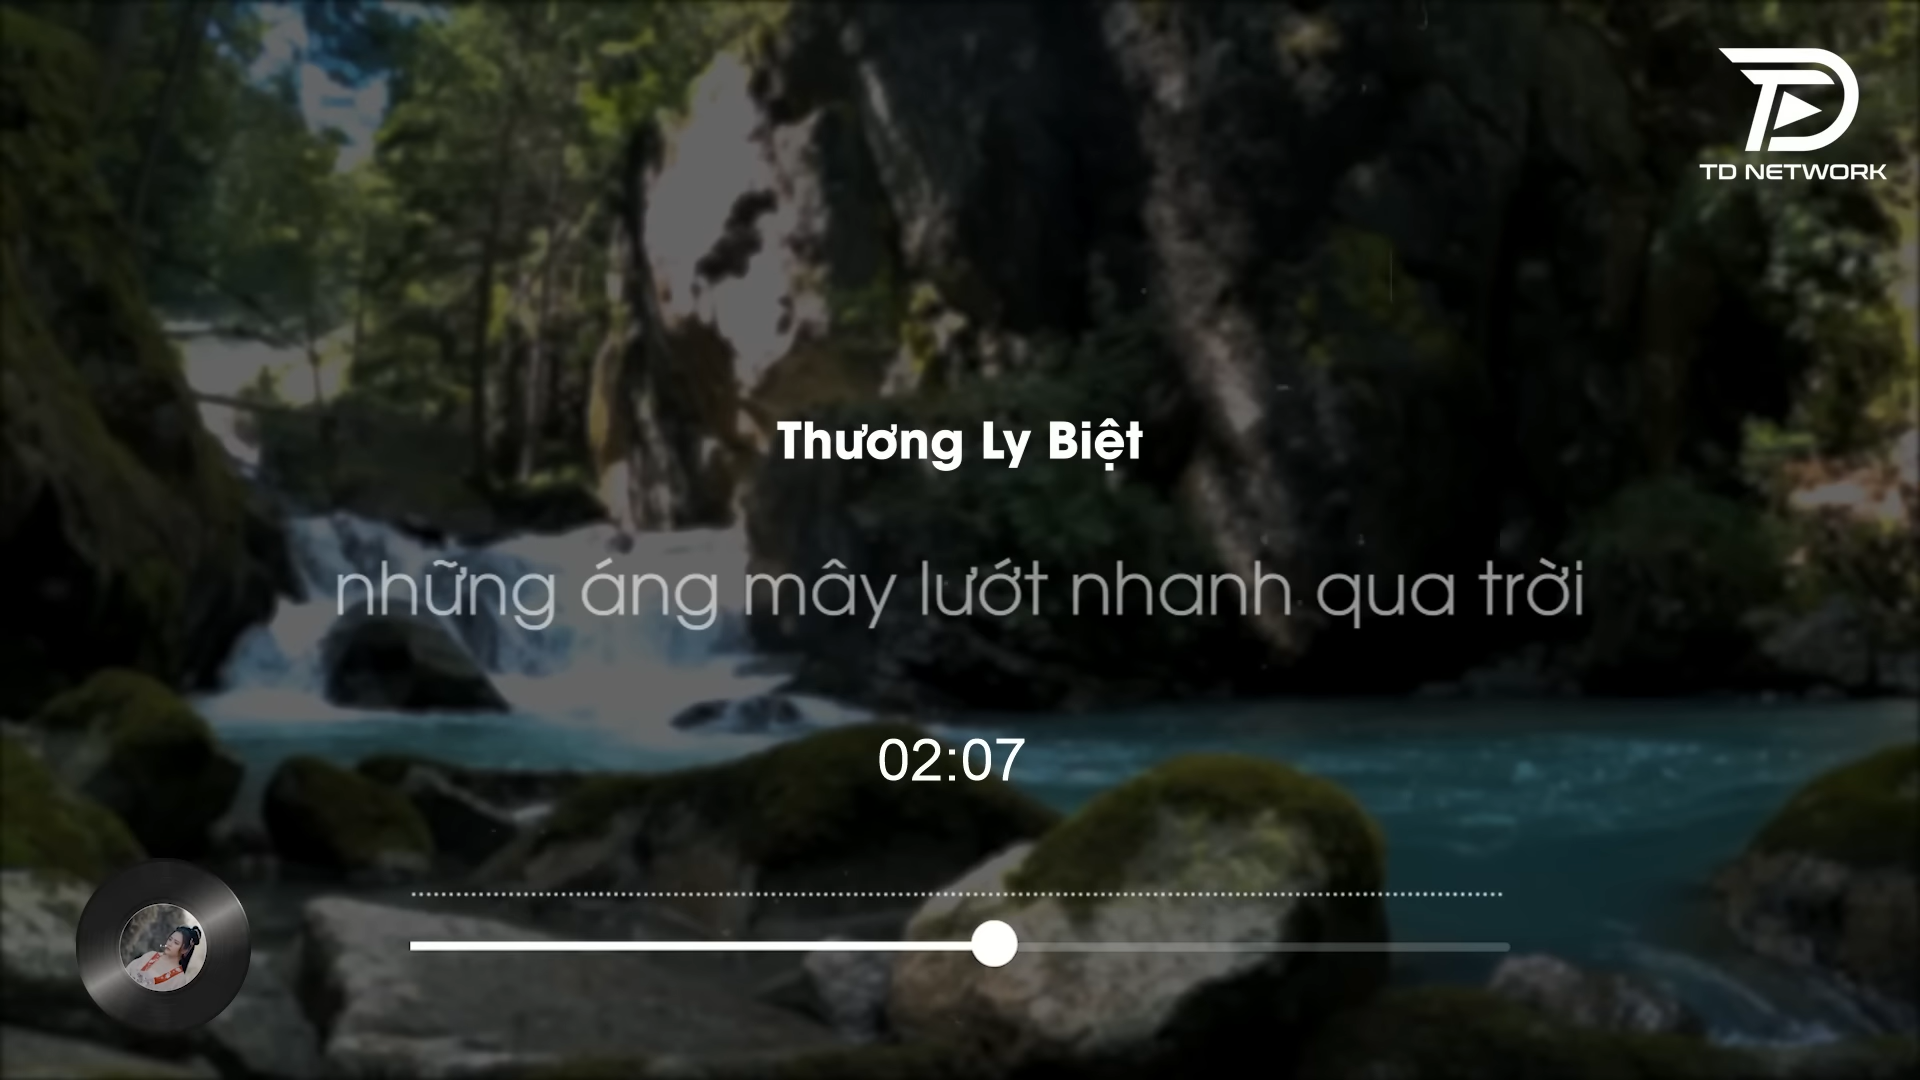 TD NETWORK
Thương Ly Biệt
những áng mây lướt nhanh qua trời
02:07